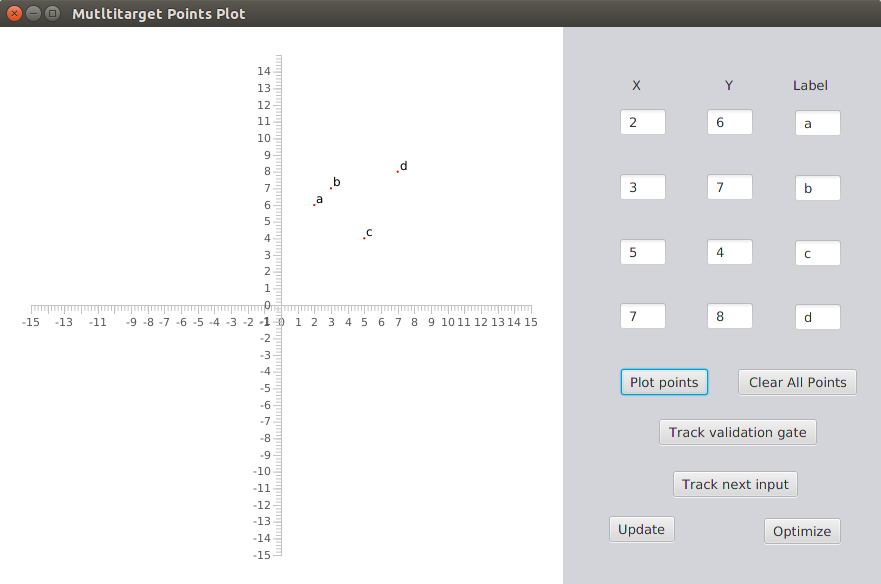 Mutltitarget Points Plot
14
13
12
11
10
9
8
7
6
5
4
3
2
1
0
-1
-2
-3
-4
-5
-6
-7
-8
-9
-10
-11
-12
-13
-14
-15
-15 -13 -11 -9 -8 -7 -6 -5 -4 -3 -2 -1 0 1 2 3 4 5 6 7 8 9 10 11 12 13 14 15
d
b
a
c
X Y Label
2 6 a
3 7 b
5 4 c
7 8 d
Plot points Clear All Points
Track validation gate
Track next input
Update Optimize